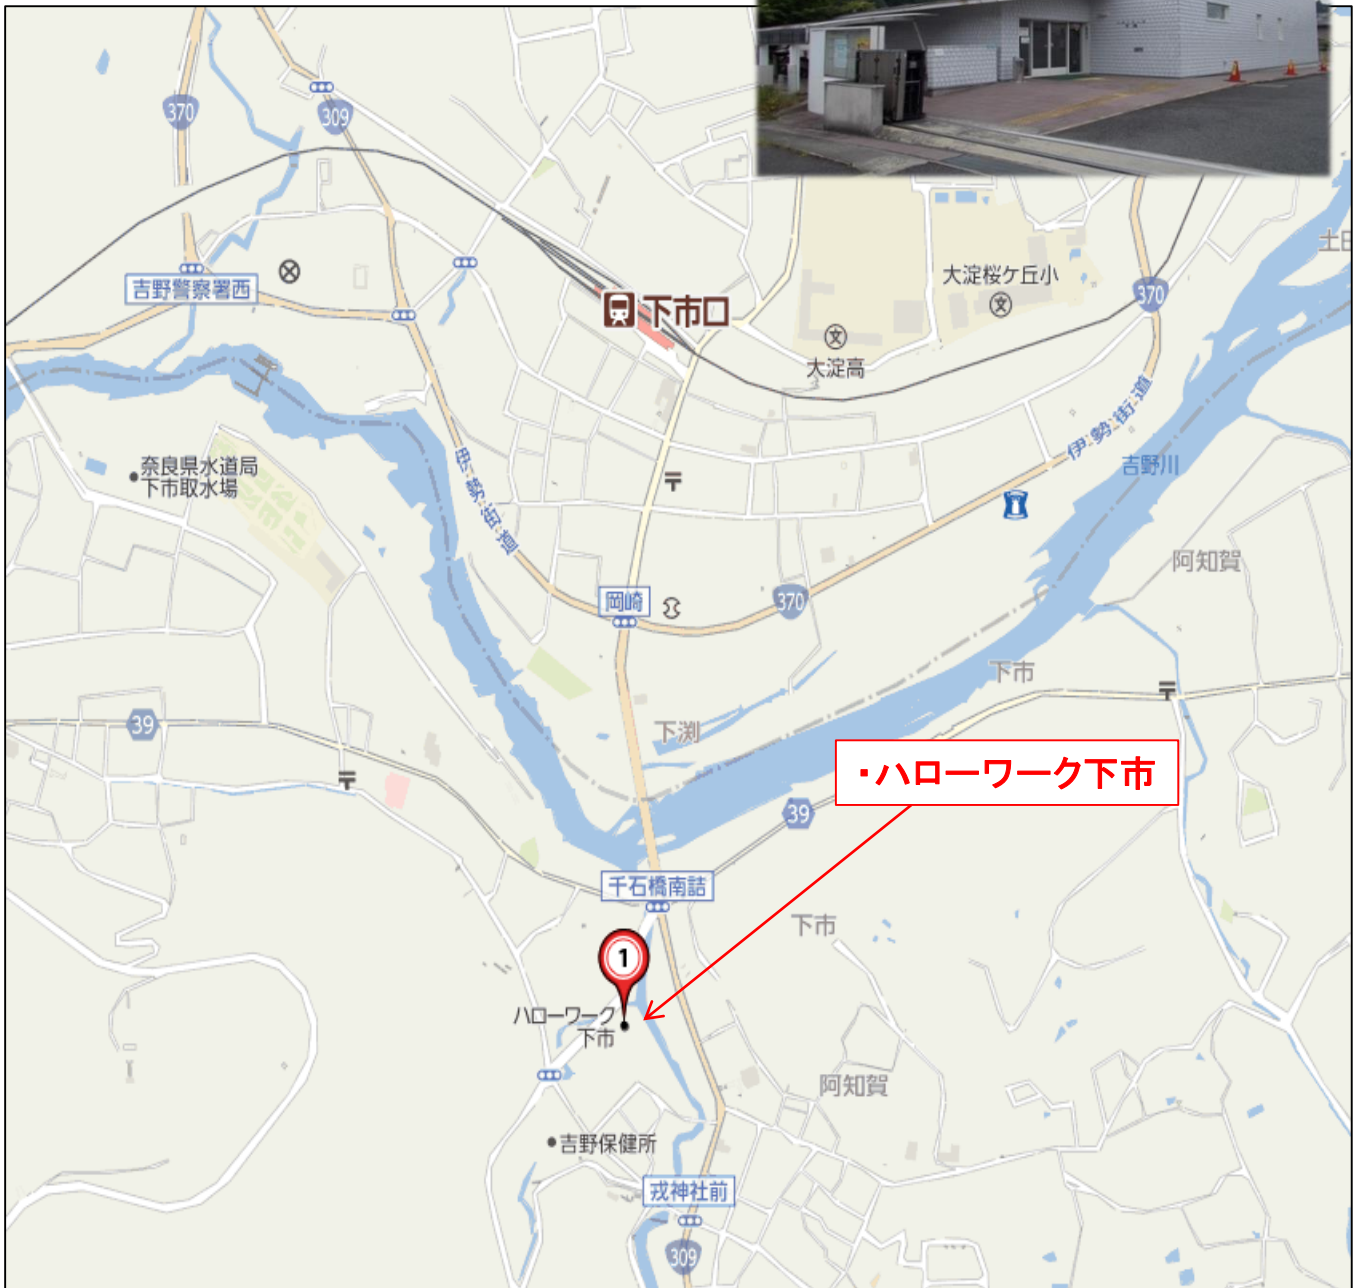 370
309
吉野警察署西
下市口
大淀桜ケ丘小
文
文
大淀高
370
土田
伊勢街道
吉野川
奈良県水道局
下市取水場
伊勢街道
阿知賀
岡崎
370
下市
39
下渕
・ハローワーク下市
39
千石橋南詰
下市
1
ハローワーク
下市
阿知賀
吉野保健所
戎神社前
309